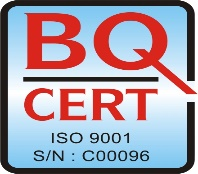 BQ
CERT
ISO 9001
S/N : C00096